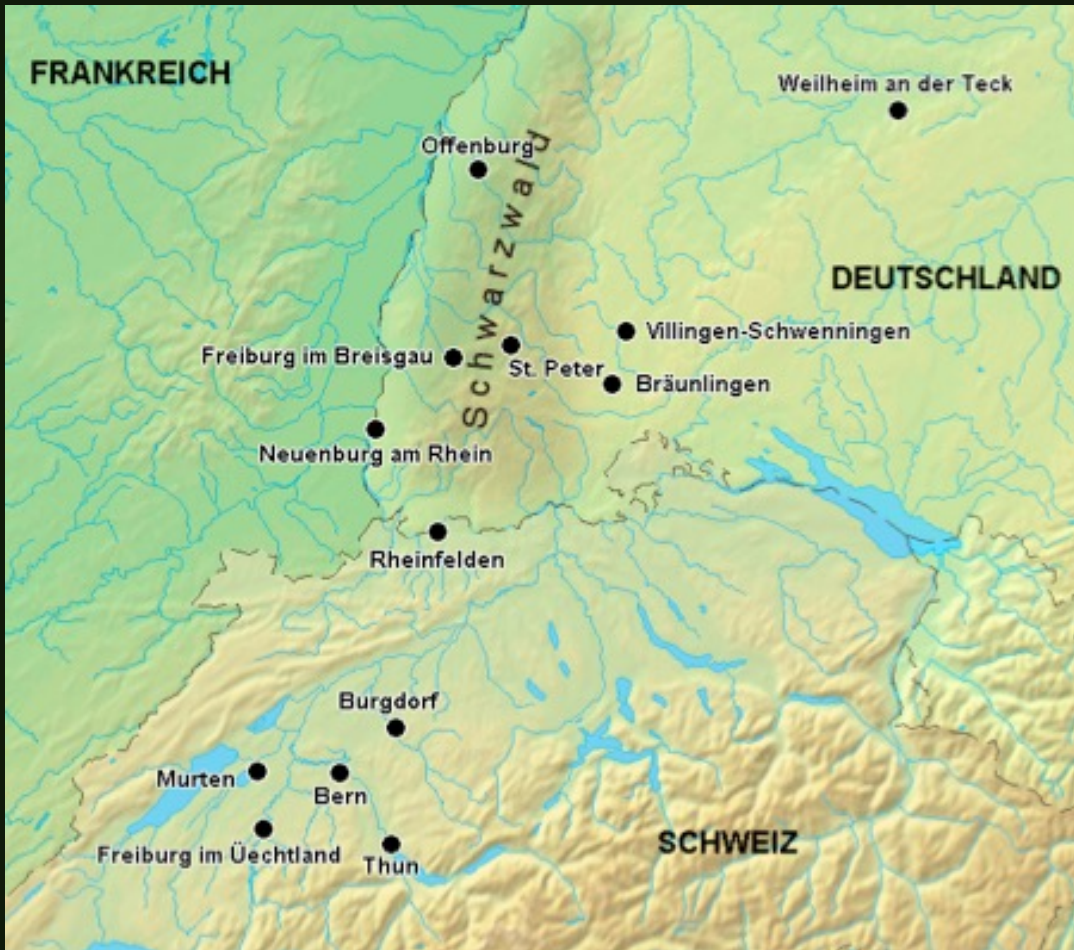 FRANKREICH
Weilheim an der Teck
Offenburg
Schwarzwald
DEUTSCHLAND
Villingen-Schwenningen
Freiburg im Breisgau
St. Peter
Bräunlingen
Neuenburg am Rhein
Rheinfelden
Burgdorf
Murten
Bern
SCHWEIZ
Freiburg im Üechtland
Thun